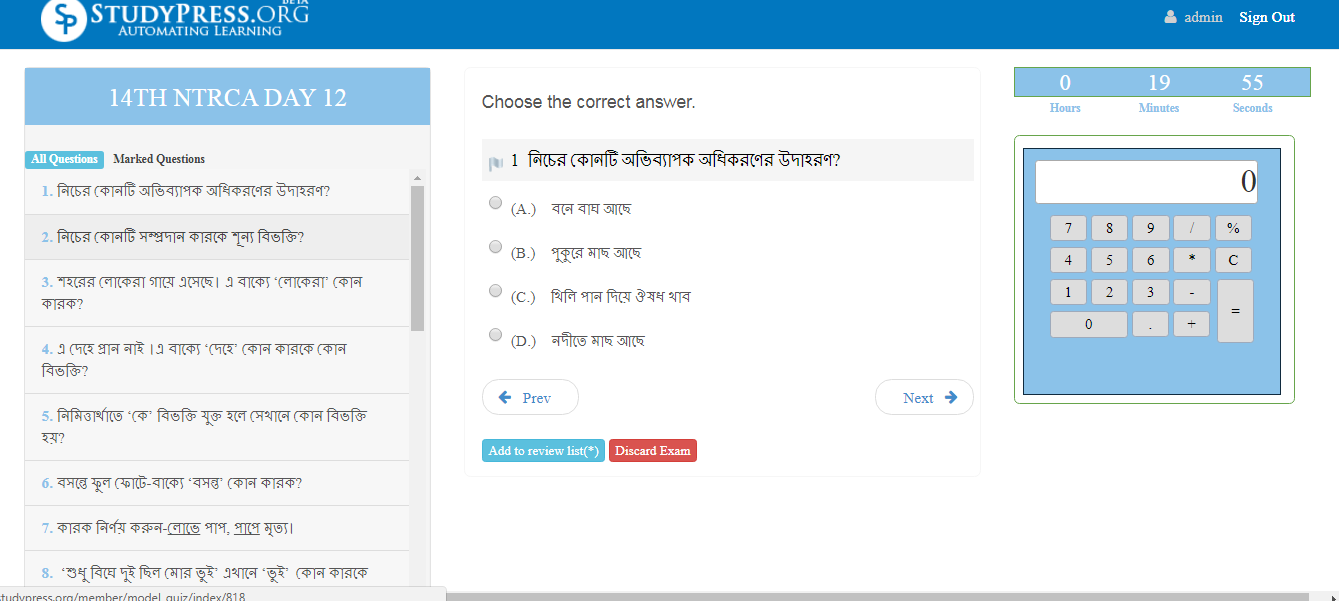 BETA
STUDYPRESS.ORG
AUTOMATING LEARNING
admin Sign Out
14TH NTRCA DAY 12
All Questions Marked Questions
1. নিচের কোনটি অভিব্যাপক অধিকরণের উদাহরণ?
2. নিচের কোনটি সম্প্রদান কারকে শূন্য বিভক্তি?
3. শহরের লোকেরা গায়ে এসেছে। এ বাক্যে ‘লোকেরা’ কোন
কারক?
4. এ দেহে প্রান নাই ।এ বাক্যে ‘দেহে’ কোন কারকে কোন
বিভক্তি?
5. নিমিত্তার্থাতে ‘কে’ বিভক্তি যুক্ত হলে সেখানে কোন বিভক্তি
হয়?
6. বসন্তে ফুল ফোটে-বাক্যে ‘বসন্ত’ কোন কারক?
7. কারক নির্ণয় করুন-লোভে পাপ, পাপে মৃত্য।
8. ‘শুধু বিঘে দুই ছিল মোর ভুই’ এথানে ‘ভুই’ কোন কারকে
studypress.org/member/model_quiz/index/818
Choose the correct answer.
1 নিচের কোনটি অভিব্যাপক অধিকরণের উদাহরণ?
(A.) বনে বাঘ আছে
(B.) পুকুরে মাছ আছে
(C.) খিলি পান দিয়ে ঔষধ খাব
(D.) নদীতে মাছ আছে
Prev Next
Add to review list(*) Discard Exam
0 19 55
Hours Minutes Seconds
0
7 8 9 / %
4 5 6 * C
1 2 3 - =
0 . +